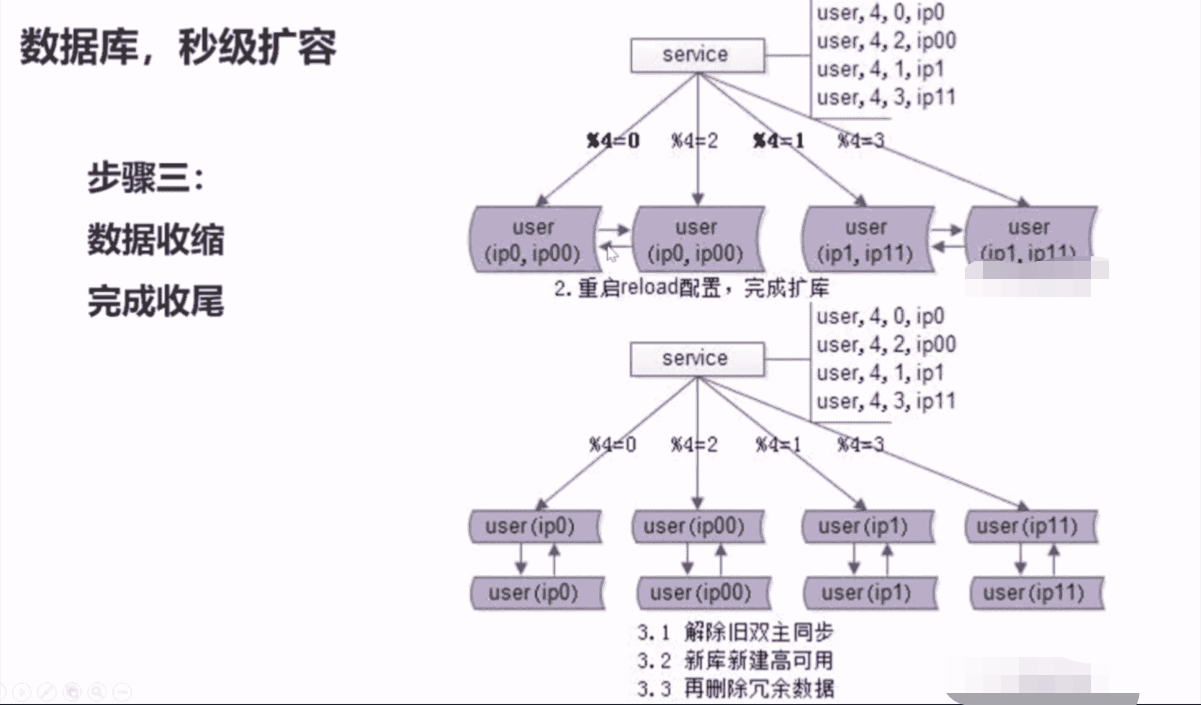 数据库，秒级扩容
步骤三：
数据收缩
完成收尾
service
user, 4, 0, ip0
user, 4, 2, ip00
user, 4, 1, ip1
user, 4, 3, ip11
%4=0 %4=2 %4=1 %4=3
user user user user
(ip0, ip00) (ip0, ip00) (ip1, ip11) (ip1, ip11)
2.重启reload配置，完成扩库
service
user, 4, 0, ip0
user, 4, 2, ip00
user, 4, 1, ip1
user, 4, 3, ip11
%4=0 %4=2 %4=1 %4=3
user(ip0) user(ip00) user(ip1) user(ip11)
user(ip0) user(ip00) user(ip1) user(ip11)
3.1 解除旧双主同步
3.2 新库新建高可用
3.3 再删除冗余数据